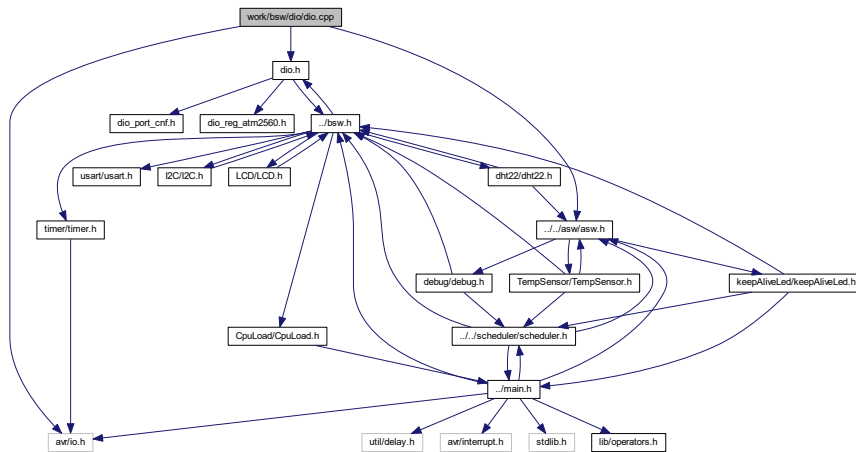 work/bsw/dio/dio.cpp
dio.h
dio_port_cnf.h
dio_reg_atm2560.h
../bsw.h
usart/usart.h
I2C/I2C.h
LCD/LCD.h
dht22/dht22.h
timer/timer.h
../../asw/asw.h
debug/debug.h
TempSensor/TempSensor.h
keepAliveLed/keepAliveLed.h
CpuLoad/CpuLoad.h
../../scheduler/scheduler.h
../main.h
avr/io.h
util/delay.h
avr/interrupt.h
stdlib.h
lib/operators.h